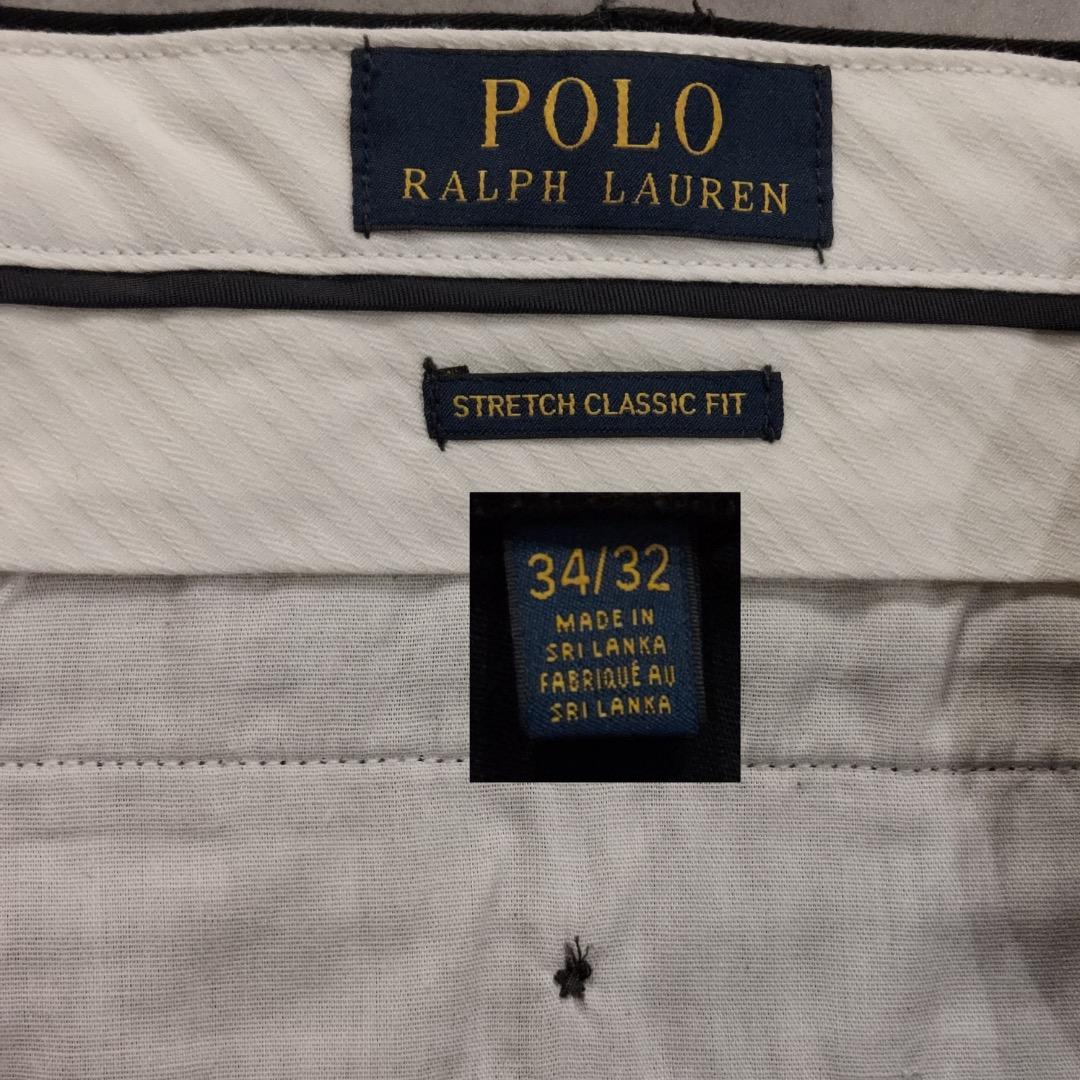 POLO
RALPH LAUREN
STRETCH CLASSIC FIT
34/32
MADE IN
SRI LANKA
FABRIQUÉ AU
SRI LANKA